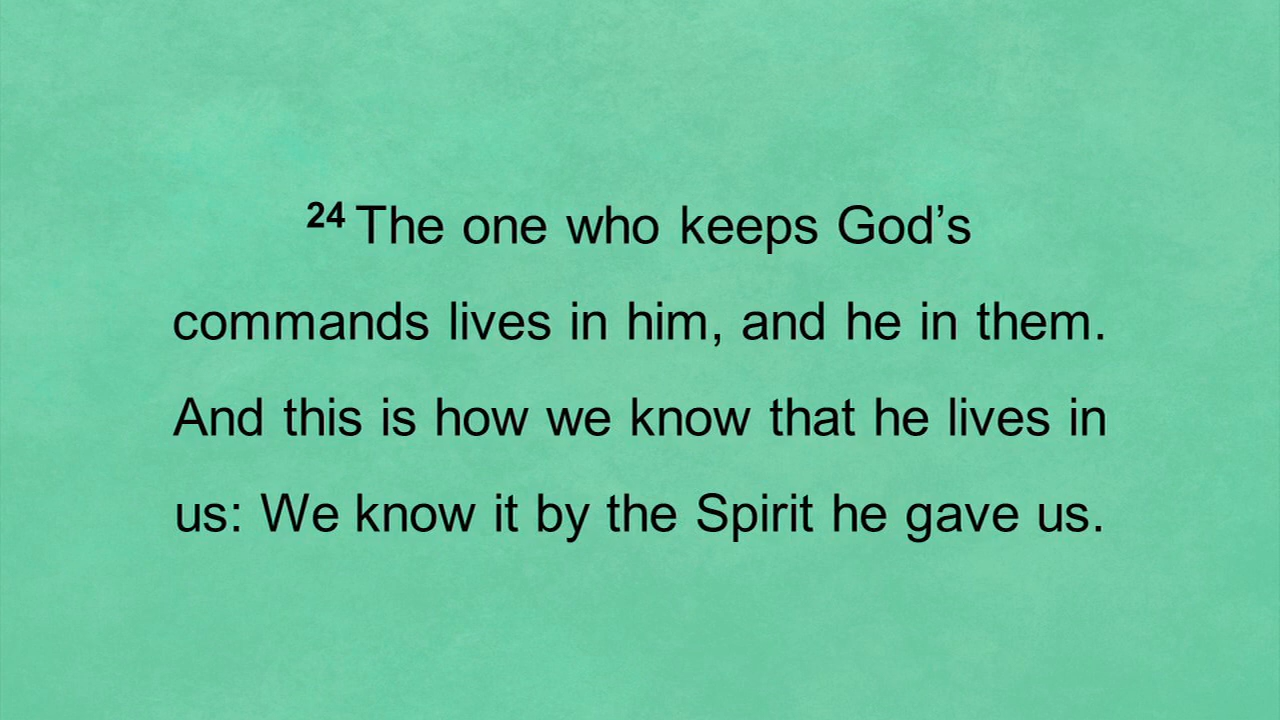 24 The one who keeps God’s
commands lives in him, and he in them.
And this is how we know that he lives in
us: We know it by the Spirit he gave us.